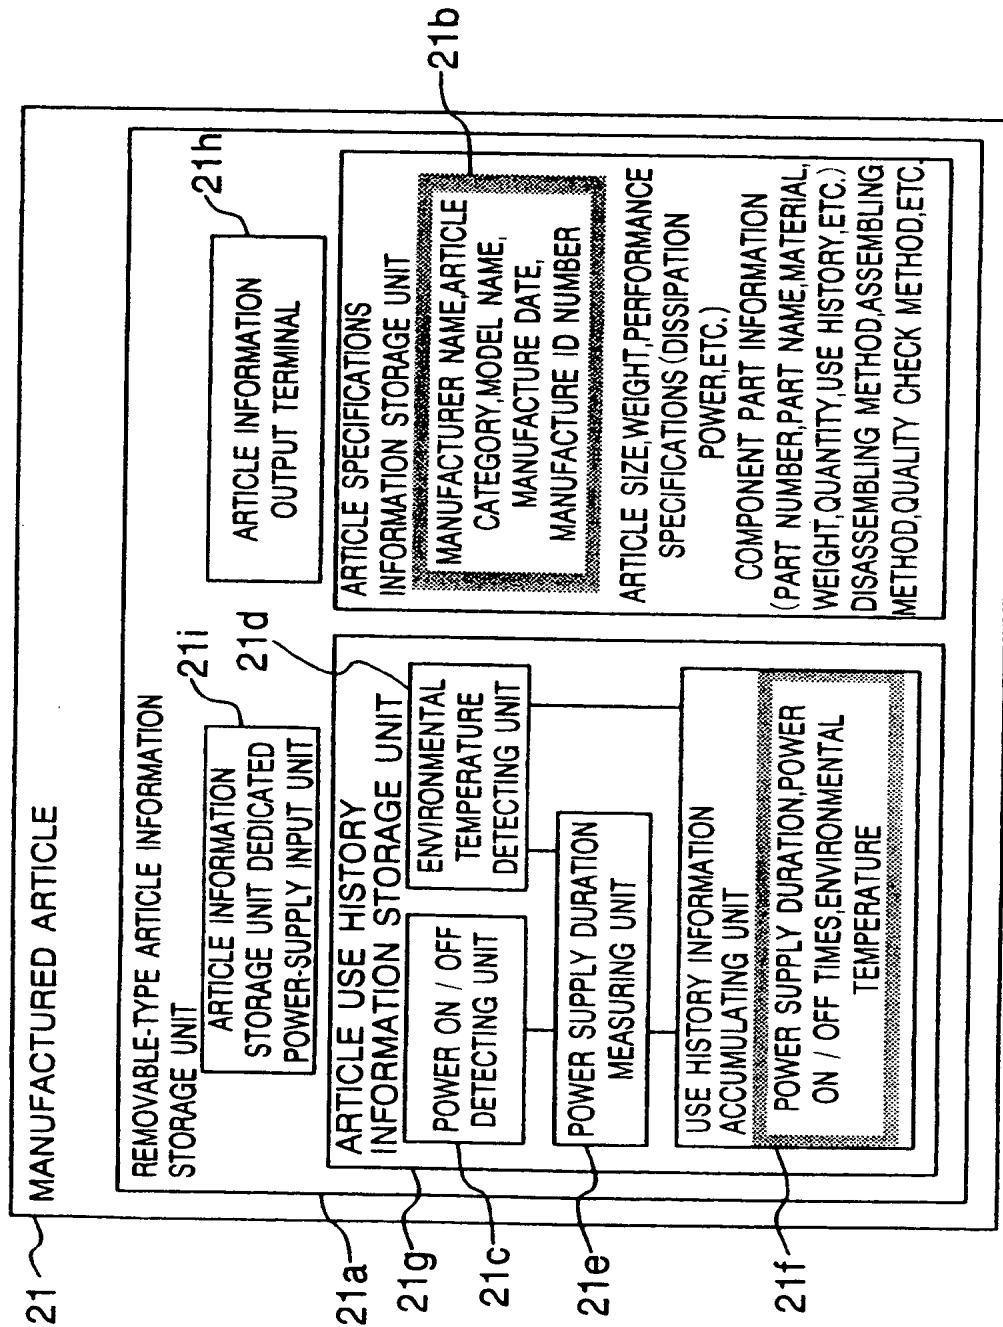 21
MANUFACTURED ARTICLE
REMOVABLE-TYPE ARTICLE INFORMATION
STORAGE UNIT
21a
ARTICLE INFORMATION
STORAGE UNIT DEDICATED
POWER-SUPPLY INPUT UNIT
21i
ARTICLE INFORMATION
OUTPUT TERMINAL
21h
ARTICLE USE HISTORY
INFORMATION STORAGE UNIT
21g
21d
POWER ON / OFF
DETECTING UNIT
21c
ENVIRONMENTAL
TEMPERATURE
DETECTING UNIT
POWER SUPPLY DURATION
MEASURING UNIT
21e
USE HISTORY INFORMATION
ACCUMULATING UNIT
POWER SUPPLY DURATION,POWER
ON / OFF TIMES,ENVIRONMENTAL
TEMPERATURE
21f
ARTICLE SPECIFICATIONS
INFORMATION STORAGE UNIT
MANUFACTURER NAME,ARTICLE
CATEGORY,MODEL NAME,
MANUFACTURE DATE,
MANUFACTURE ID NUMBER
21b
ARTICLE SIZE,WEIGHT,PERFORMANCE
SPECIFICATIONS (DISSIPATION
POWER,ETC.)
COMPONENT PART INFORMATION
(PART NUMBER,PART NAME,MATERIAL,
WEIGHT,QUANTITY,USE HISTORY,ETC.)
DISASSEMBLING METHOD,ASSEMBLING
METHOD,QUALITY CHECK METHOD,ETC.